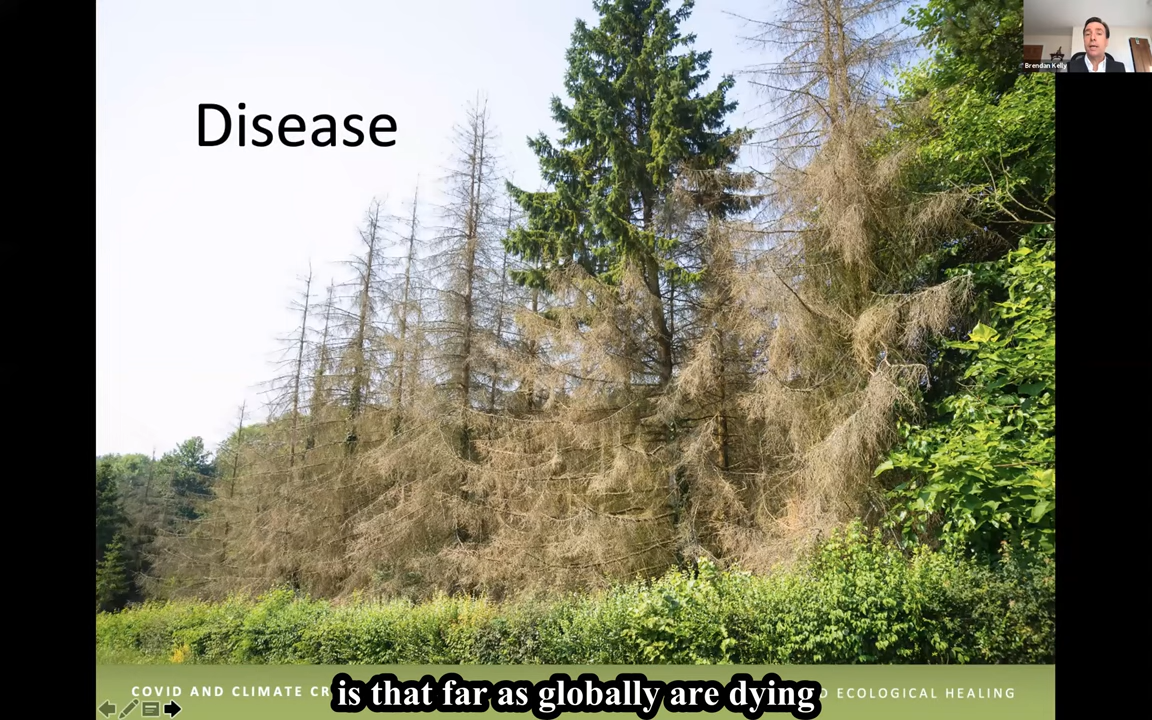 Brendan Kelly
Disease
COVID AND CLIMATE CR
ECOLOGICAL HEALING
is that far as globally are dying